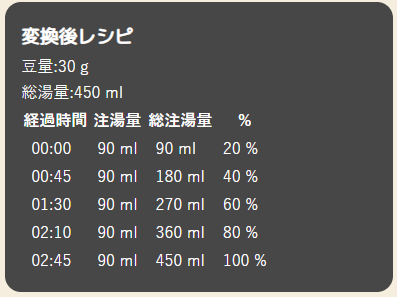 変換後レシピ
豆量:30 g
総湯量:450 ml
経過時間 注湯量 総注湯量 %
00:00 90 ml 90 ml 20 %
00:45 90 ml 180 ml 40 %
01:30 90 ml 270 ml 60 %
02:10 90 ml 360 ml 80 %
02:45 90 ml 450 ml 100 %